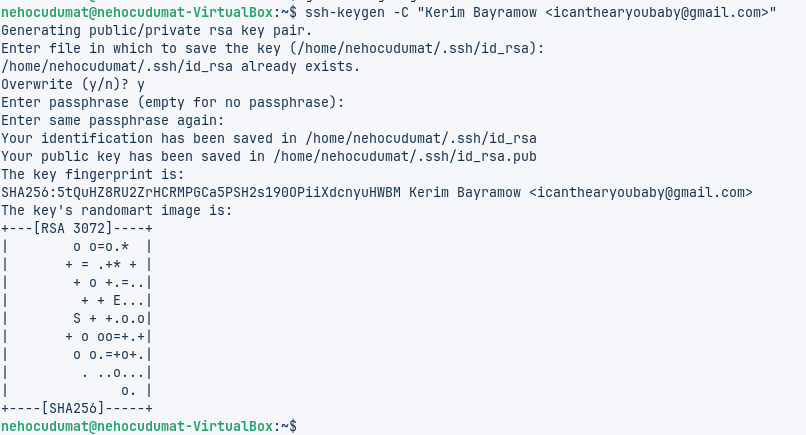 nehocudumat@nehocudumat-VirtualBox:~$ ssh-keygen -C "Kerim Bayramow <icanthearyoubaby@gmail.com>"
Generating public/private rsa key pair.
Enter file in which to save the key (/home/nehocudumat/.ssh/id_rsa):
/home/nehocudumat/.ssh/id_rsa already exists.
Overwrite (y/n)? y
Enter passphrase (empty for no passphrase):
Enter same passphrase again:
Your identification has been saved in /home/nehocudumat/.ssh/id_rsa
Your public key has been saved in /home/nehocudumat/.ssh/id_rsa.pub
The key fingerprint is:
SHA256:5tQuHZ8RU2ZrHCRMPGCa5PSH2s190OPiiXdcnyuHWBM Kerim Bayramow <icanthearyoubaby@gmail.com>
The key's randomart image is:
+---[RSA 3072]----+
|        o o=o.*  |
|       + = .+* + |
|        + o +.=..|
|         + + E...|
|        S + +.o.o|
|       + o oo=+.+|
|        o o.=+o+.|
|         . ..o...|
|              o. |
+----[SHA256]-----+
nehocudumat@nehocudumat-VirtualBox:~$